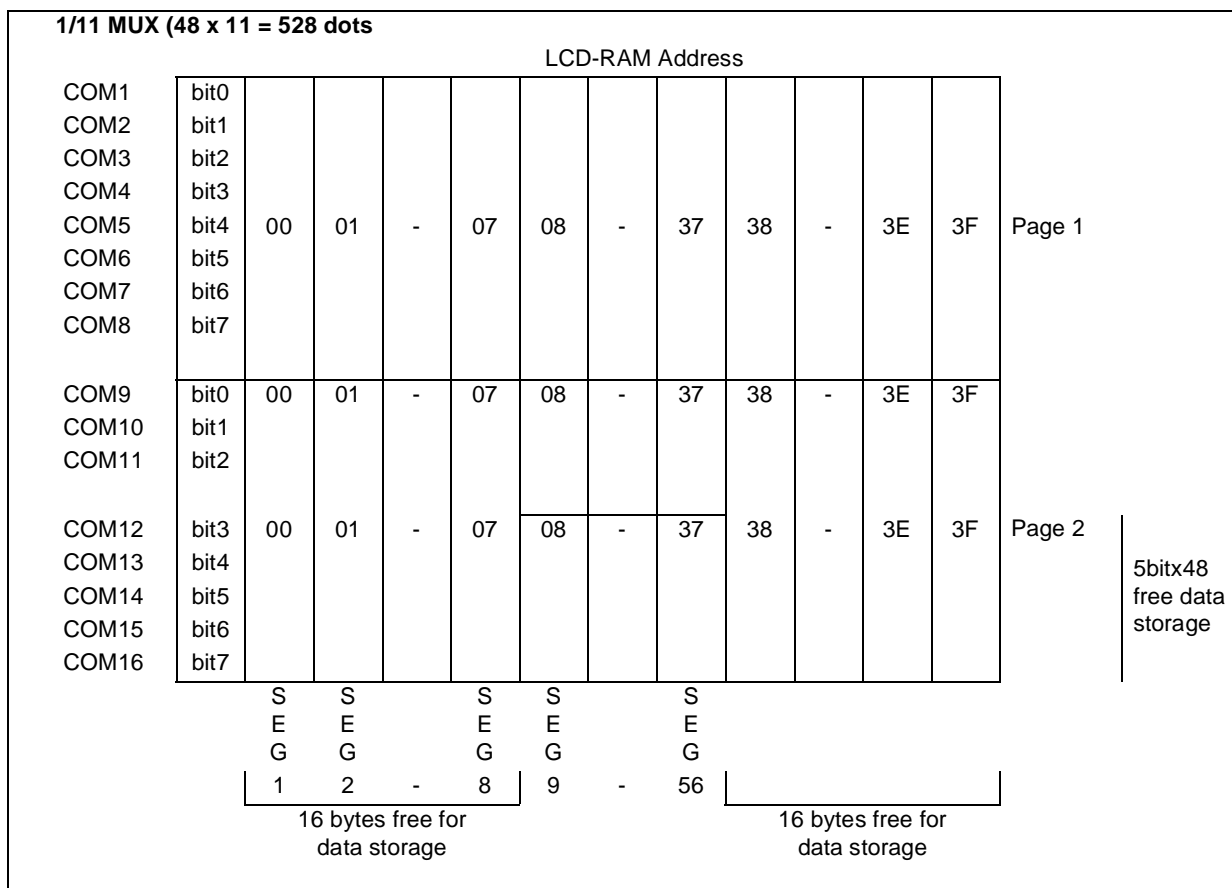 1/11 MUX (48 x 11 = 528 dots
LCD-RAM Address
COM1 bit0
COM2 bit1
COM3 bit2
COM4 bit3
COM5 bit4 00 01 - 07 08 - 37 38 - 3E 3F Page 1
COM6 bit5
COM7 bit6
COM8 bit7
COM9 bit0 00 01 - 07 08 - 37 38 - 3E 3F
COM10 bit1
COM11 bit2
COM12 bit3 00 01 - 07 08 - 37 38 - 3E 3F Page 2
COM13 bit4
COM14 bit5
COM15 bit6
COM16 bit7
5bitx48
free data
storage
S S S S S
E E E E E
G G G G G
1 2 - 8 9 - 56
16 bytes free for
data storage
16 bytes free for
data storage